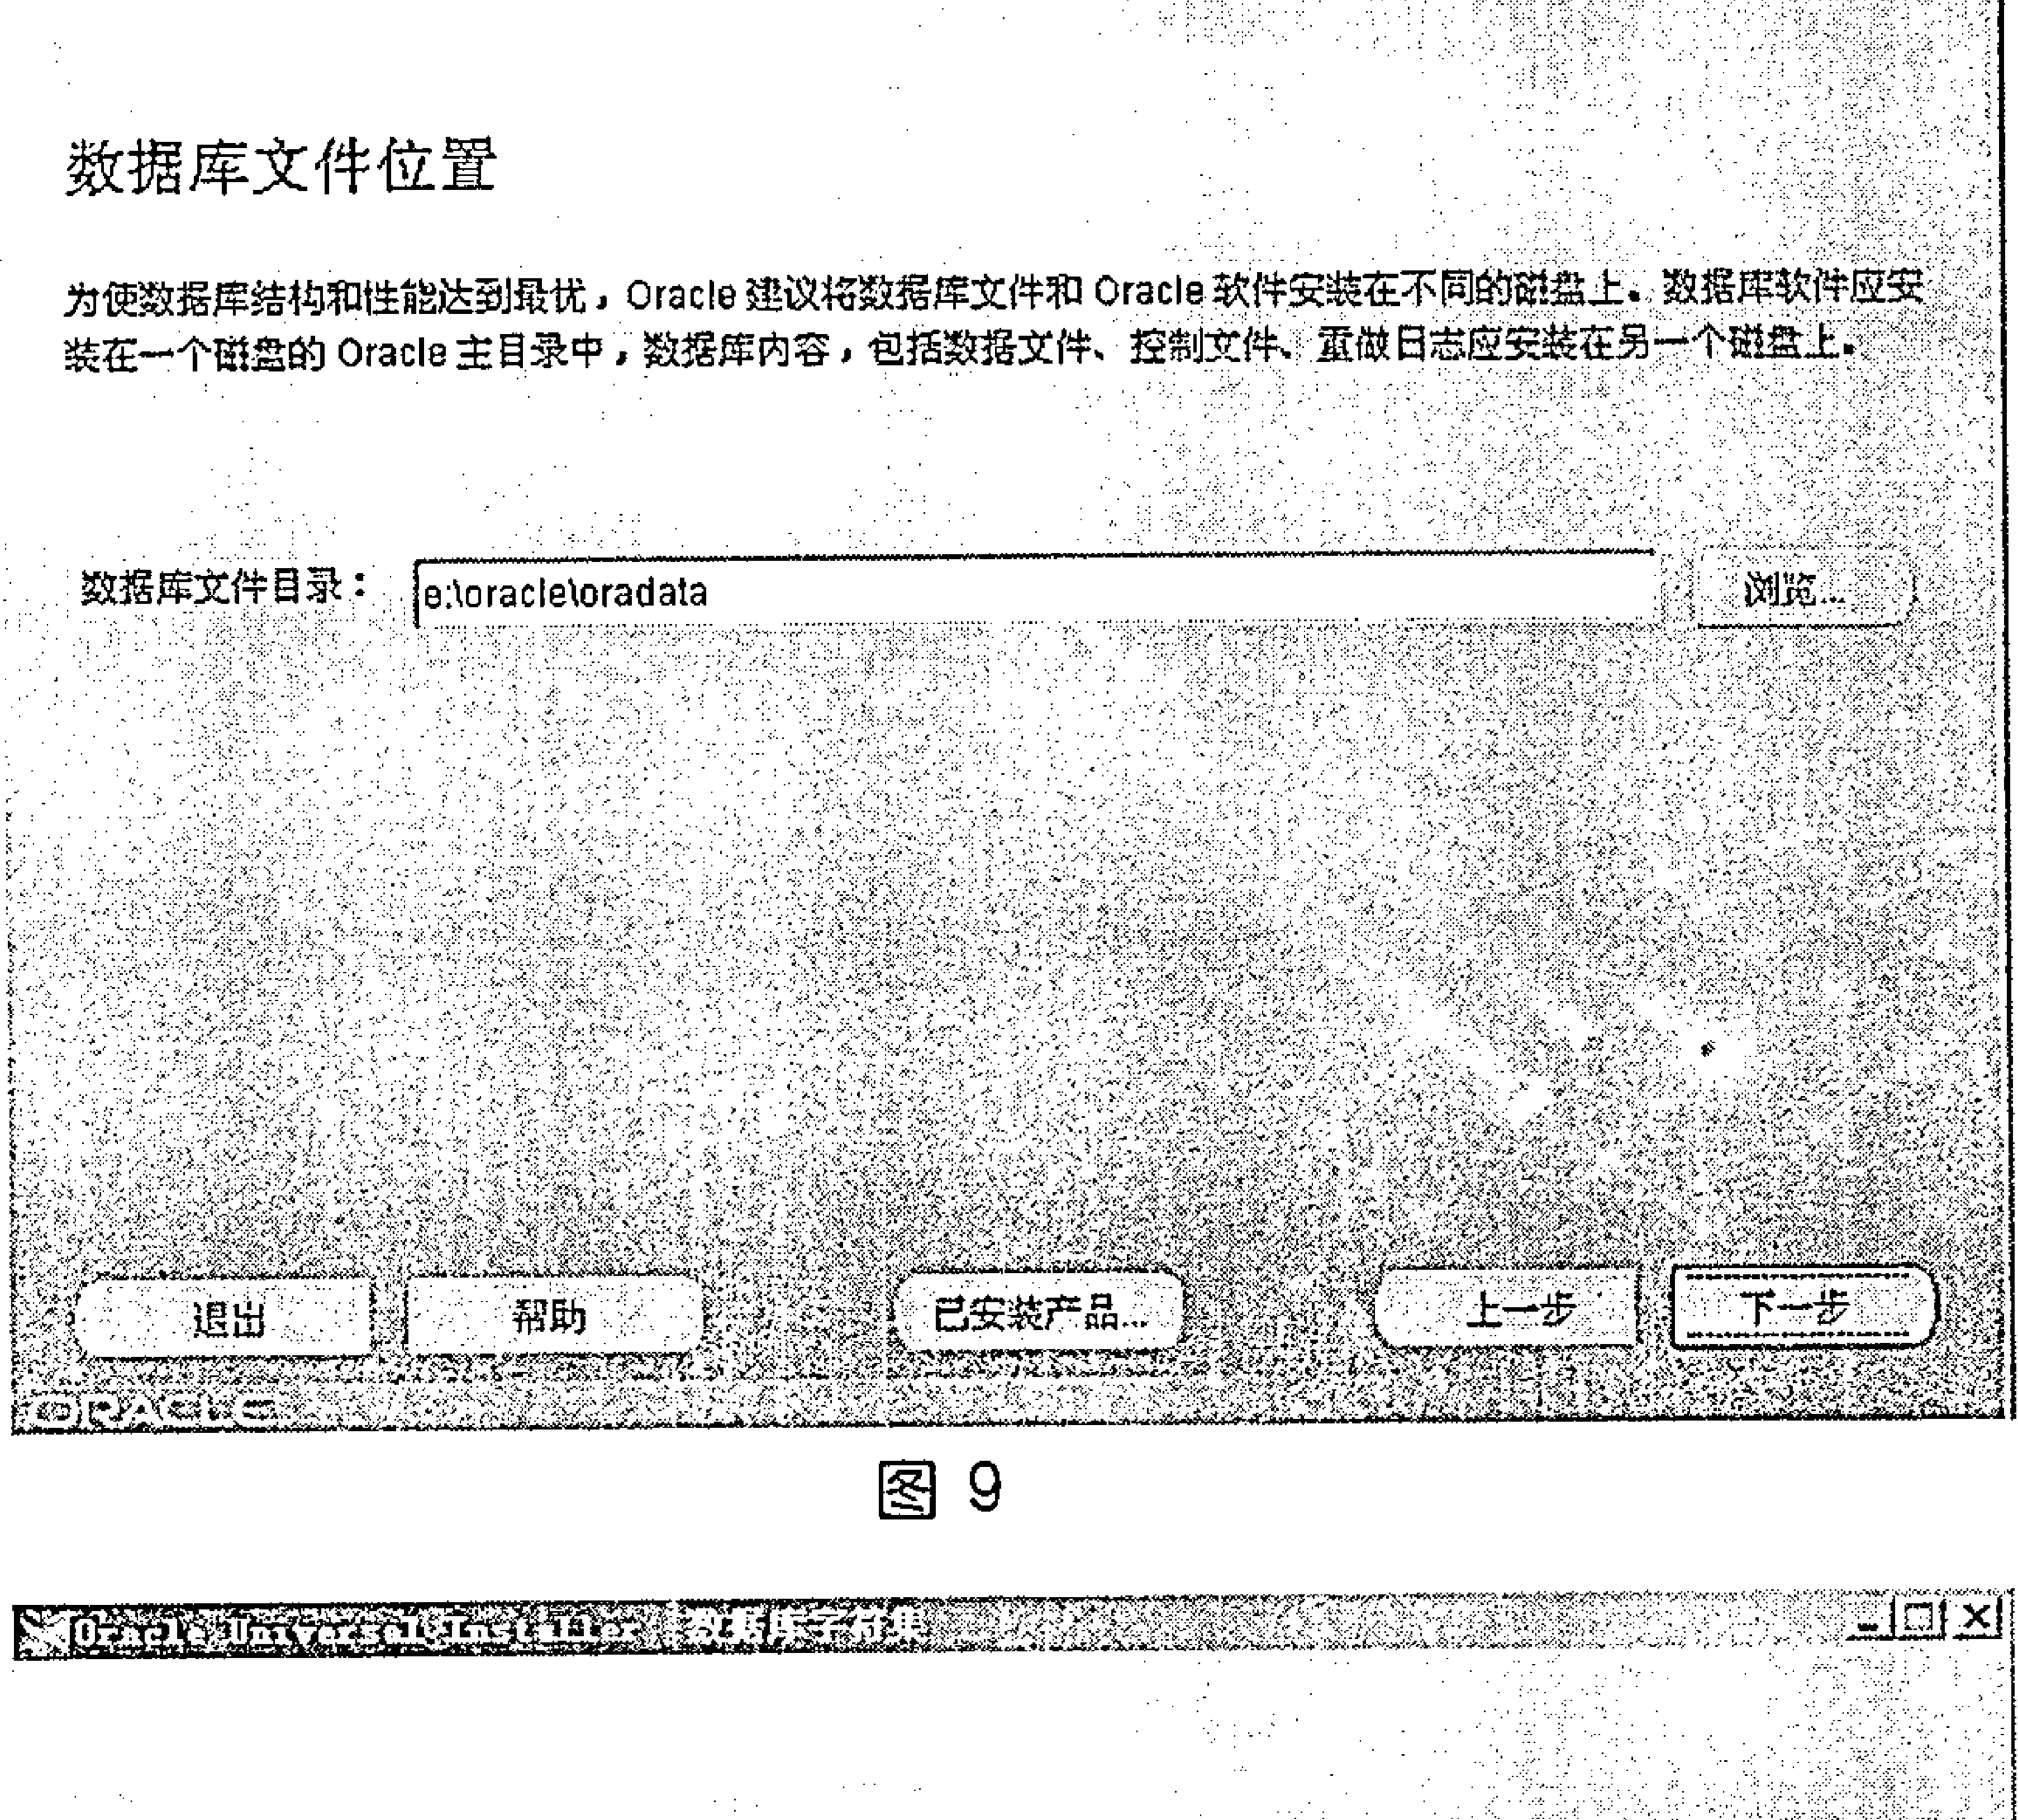 数据库文件位置
为使数据库结构和性能达到最优，Oracle 建议将数据库文件和 Oracle 软件安装在不同的磁盘上。数据库软件应安
装在一个磁盘的 Oracle 主目录中，数据库内容，包括数据文件、控制文件、重做日志应安装在另一个磁盘上。
数据库文件目录： e:\oracle\oradata 浏览...
退出 帮助 已安装产品... 上一步 下一步
ORACLE
图 9
Oracle Universal Installer 数据库字符集